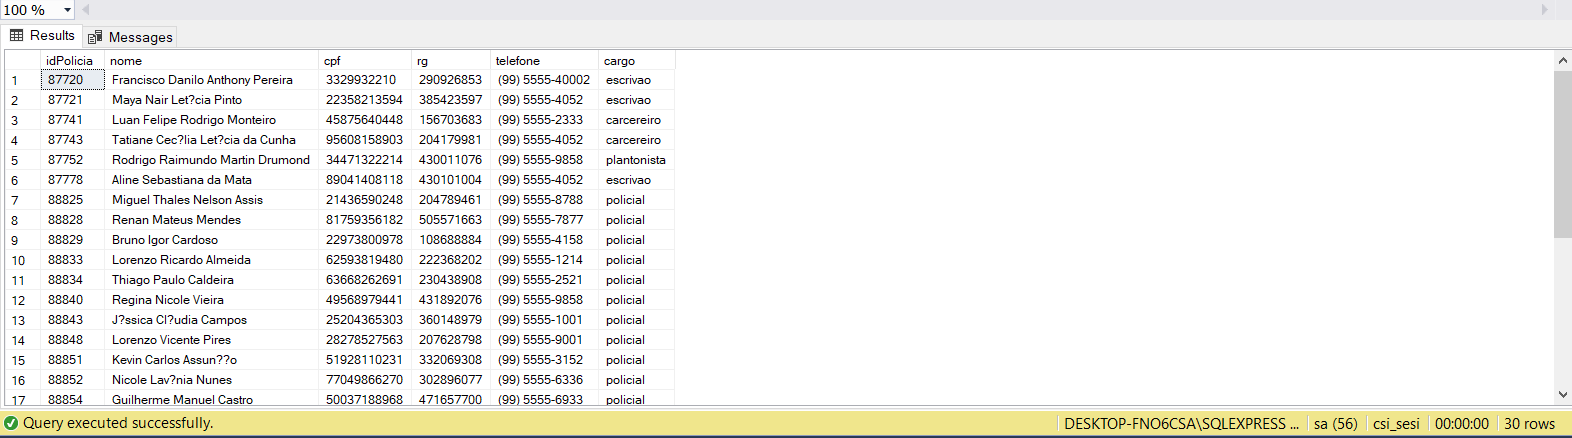 100 %
Results Messages
idPolicia nome cpf rg telefone cargo
1 87720 Francisco Danilo Anthony Pereira 3329932210 290926853 (99) 5555-40002 escrivao
2 87721 Maya Nair Let?cia Pinto 22358213594 385423597 (99) 5555-4052 escrivao
3 87741 Luan Felipe Rodrigo Monteiro 45875640448 156703683 (99) 5555-2333 carcereiro
4 87743 Tatiane Cec?lia Let?cia da Cunha 95608158903 204179981 (99) 5555-4052 carcereiro
5 87752 Rodrigo Raimundo Martin Drumond 34471322214 430011076 (99) 5555-9858 plantonista
6 87778 Aline Sebastiana da Mata 89041408118 430101004 (99) 5555-4052 escrivao
7 88825 Miguel Thales Nelson Assis 21436590248 204789461 (99) 5555-8788 policial
8 88828 Renan Mateus Mendes 81759356182 505571663 (99) 5555-7877 policial
9 88829 Bruno Igor Cardoso 22973800978 108688884 (99) 5555-4158 policial
10 88833 Lorenzo Ricardo Almeida 62593819480 222368202 (99) 5555-1214 policial
11 88834 Thiago Paulo Caldeira 63668262691 230438908 (99) 5555-2521 policial
12 88840 Regina Nicole Vieira 49568979441 431892076 (99) 5555-9858 policial
13 88843 J?ssica Cl?udia Campos 25204365303 360148979 (99) 5555-1001 policial
14 88848 Lorenzo Vicente Pires 28278527563 207628798 (99) 5555-9001 policial
15 88851 Kevin Carlos Assun??o 51928110231 332069308 (99) 5555-3152 policial
16 88852 Nicole Lav?nia Nunes 77049866270 302896077 (99) 5555-6336 policial
17 88854 Guilherme Manuel Castro 50037188968 471657700 (99) 5555-6933 policial
Query executed successfully. DESKTOP-FNO6CSA\SQLEXPRESS ... sa (56) csi_sesi 00:00:00 30 rows